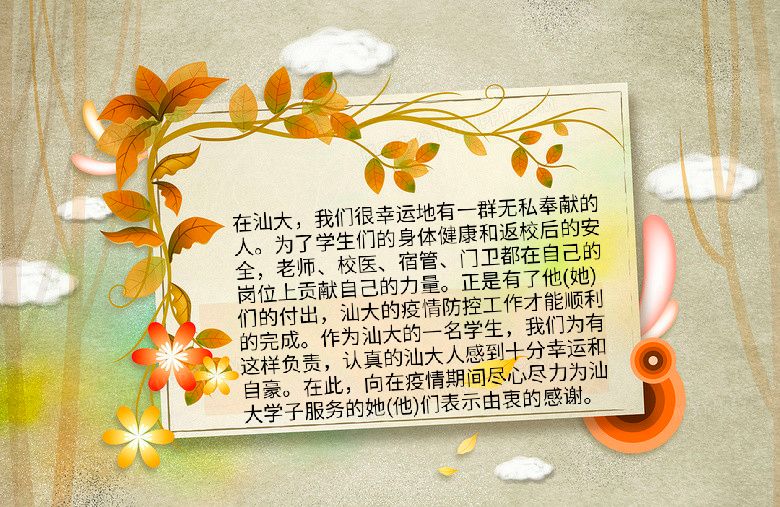 在汕大，我们很幸运地有一群无私奉献的
人。为了学生们的身体健康和返校后的安
全，老师、校医、宿管、门卫都在自己的
岗位上贡献自己的力量。正是有了他(她)
们的付出，汕大的疫情防控工作才能顺利
的完成。作为汕大的一名学生，我们为有
这样负责，认真的汕大人感到十分幸运和
自豪。在此，向在疫情期间尽心尽力为汕
大学子服务的她(他)们表示由衷的感谢。